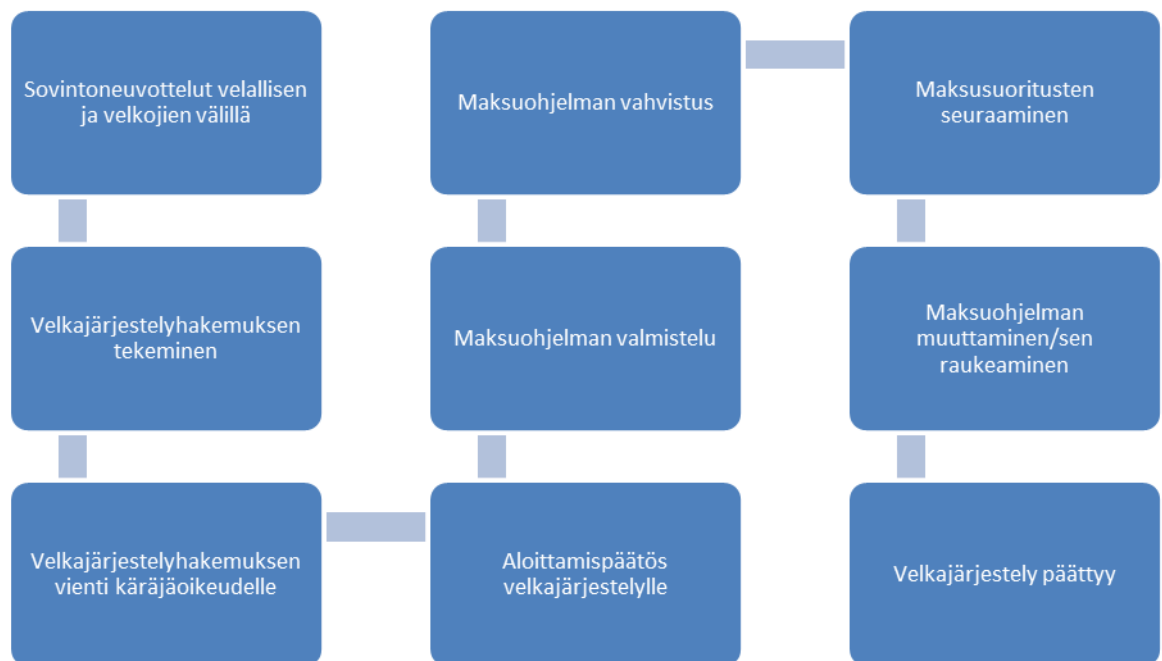 Sovintoneuvottelut velallisen
ja velkojien välillä
Velkajärjestelyhakemuksen
tekeminen
Velkajärjestelyhakemuksen
vienti käräjäoikeudelle
Aloittamispäätös
velkajärjestelylle
Maksuohjelman valmistelu
Maksuohjelman vahvistus
Maksusuoritusten
seuraaminen
Maksuohjelman
muuttaminen/sen
raukeaminen
Velkajärjestely päättyy